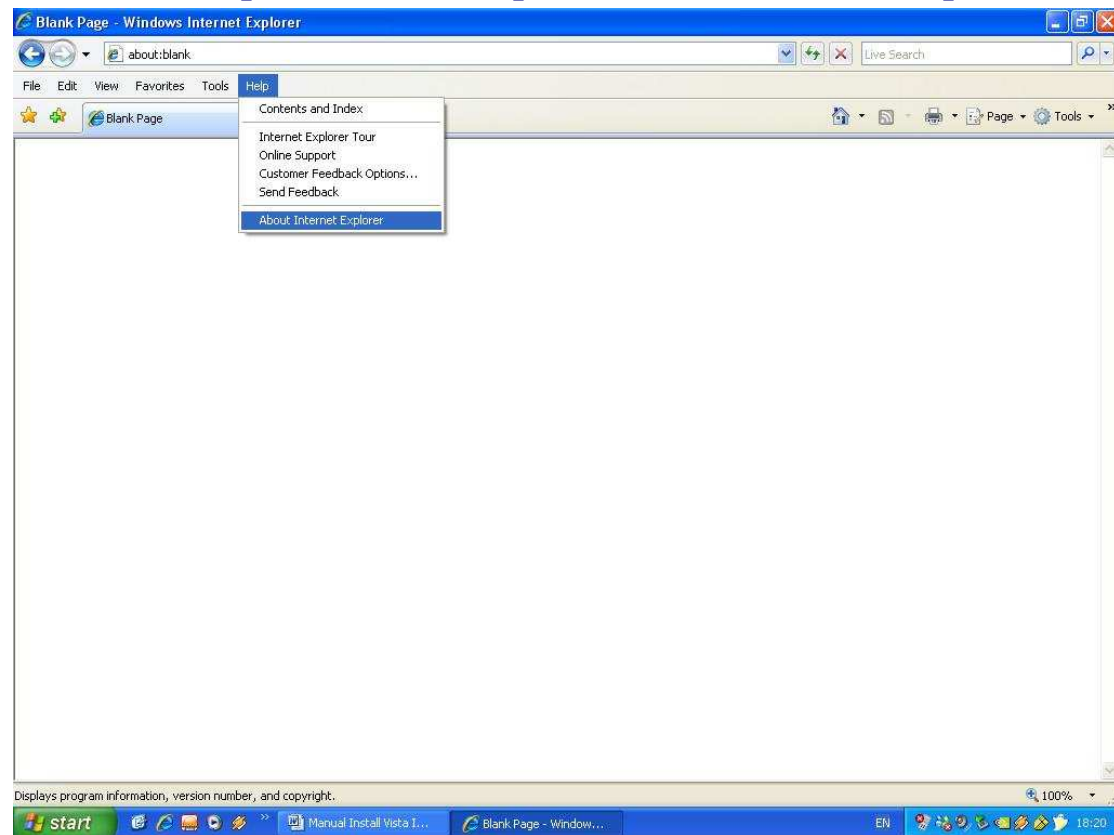 Blank Page - Windows Internet Explorer
about:blank
Live Search
File Edit View Favorites Tools Help
Blank Page
Page
Tools
Contents and Index
Internet Explorer Tour
Online Support
Customer Feedback Options...
Send Feedback
About Internet Explorer
Displays program information, version number, and copyright.
100%
start
Manual Install Vista I...
Blank Page - Window...
EN
18:20